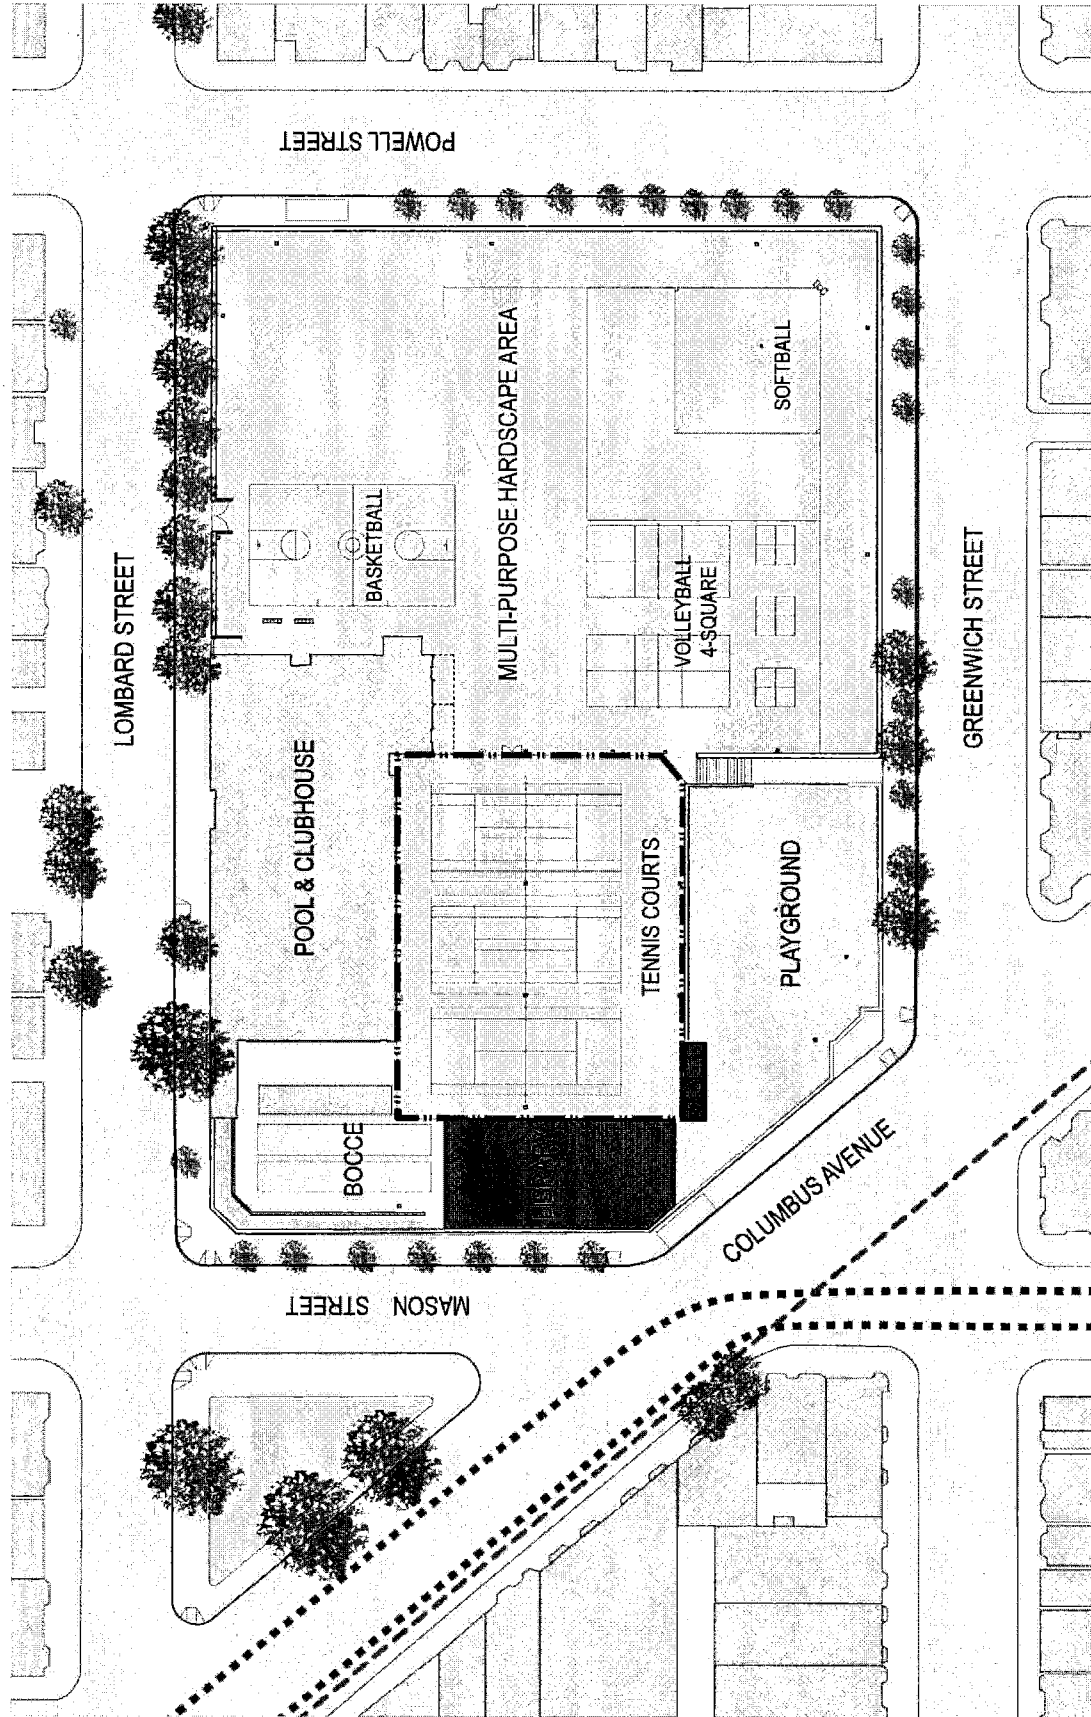 POWELL STREET
LOMBARD STREET
MULTI-PURPOSE HARDSCAPE AREA
SOFTBALL
BASKETBALL
VOLLEYBALL
4-SQUARE
GREENWICH STREET
POOL & CLUBHOUSE
TENNIS COURTS
PLAYGROUND
BOCCE
COLUMBUS AVENUE
MASON STREET